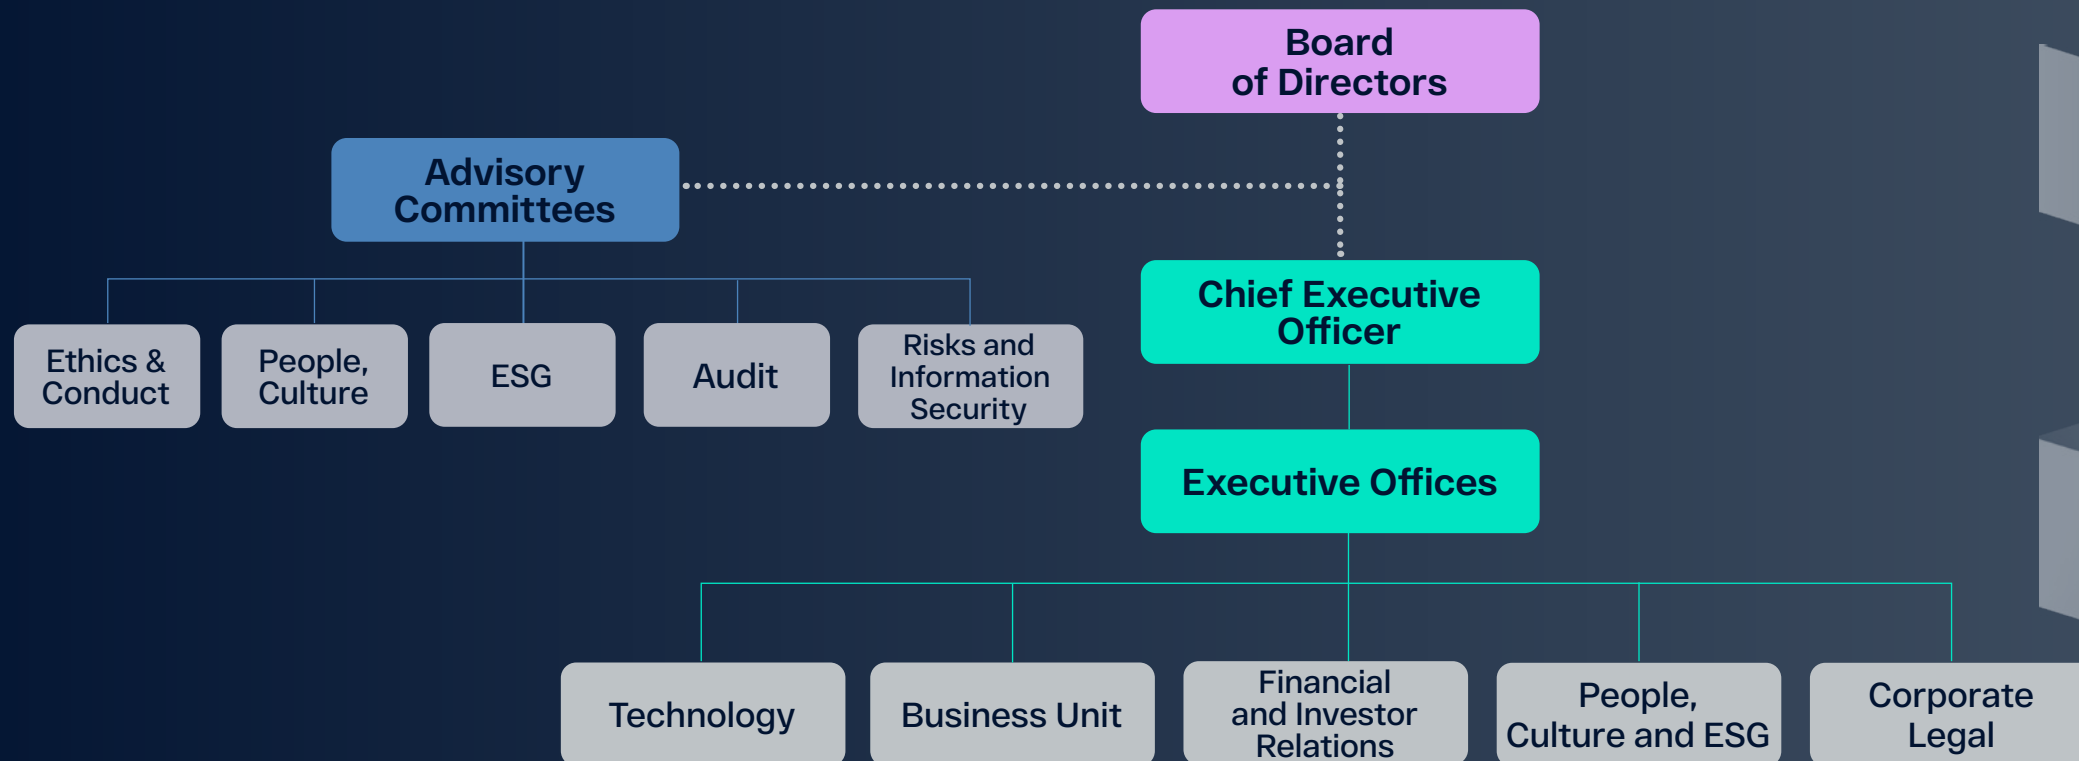 Board
of Directors
Advisory
Committees
Ethics &
Conduct
People,
Culture
ESG
Audit
Risks and
Information
Security
Chief Executive
Officer
Executive Offices
Technology
Business Unit
Financial
and Investor
Relations
People,
Culture and ESG
Corporate
Legal